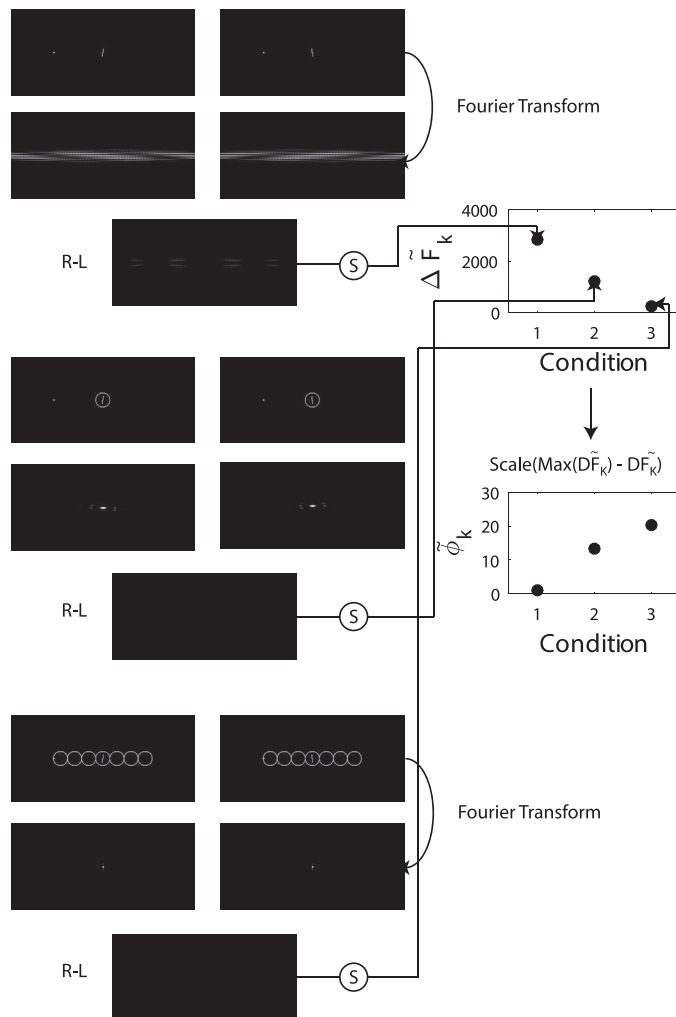 Fourier Transform
R-L
S
4000
2000
0
Δ F̃ k
1 2 3
Condition
Scale(Max(DF̃K) - DF̃K)
30
20
10
0
ϕ̃k
1 2 3
Condition
R-L
S
Fourier Transform
R-L
S